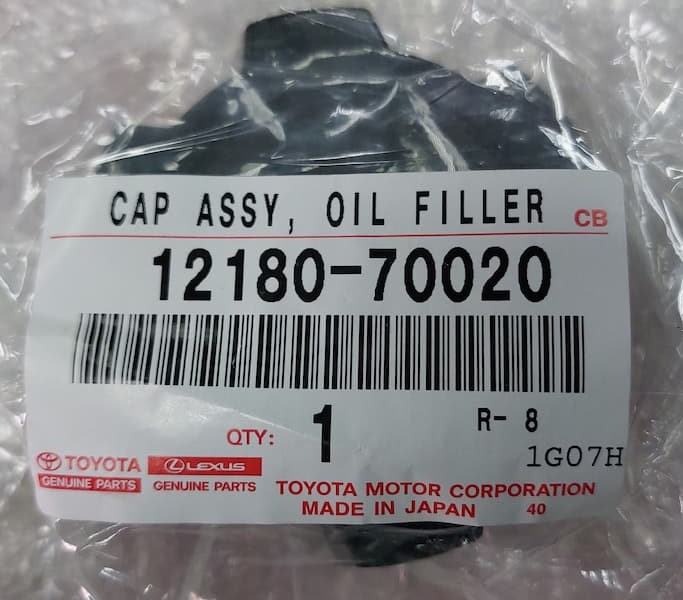 CAP ASSY, OIL FILLER CB
12180-70020
QTY: 1 R- 8
1G07H
TOYOTA LEXUS
GENUINE PARTS GENUINE PARTS
TOYOTA MOTOR CORPORATION
MADE IN JAPAN 40